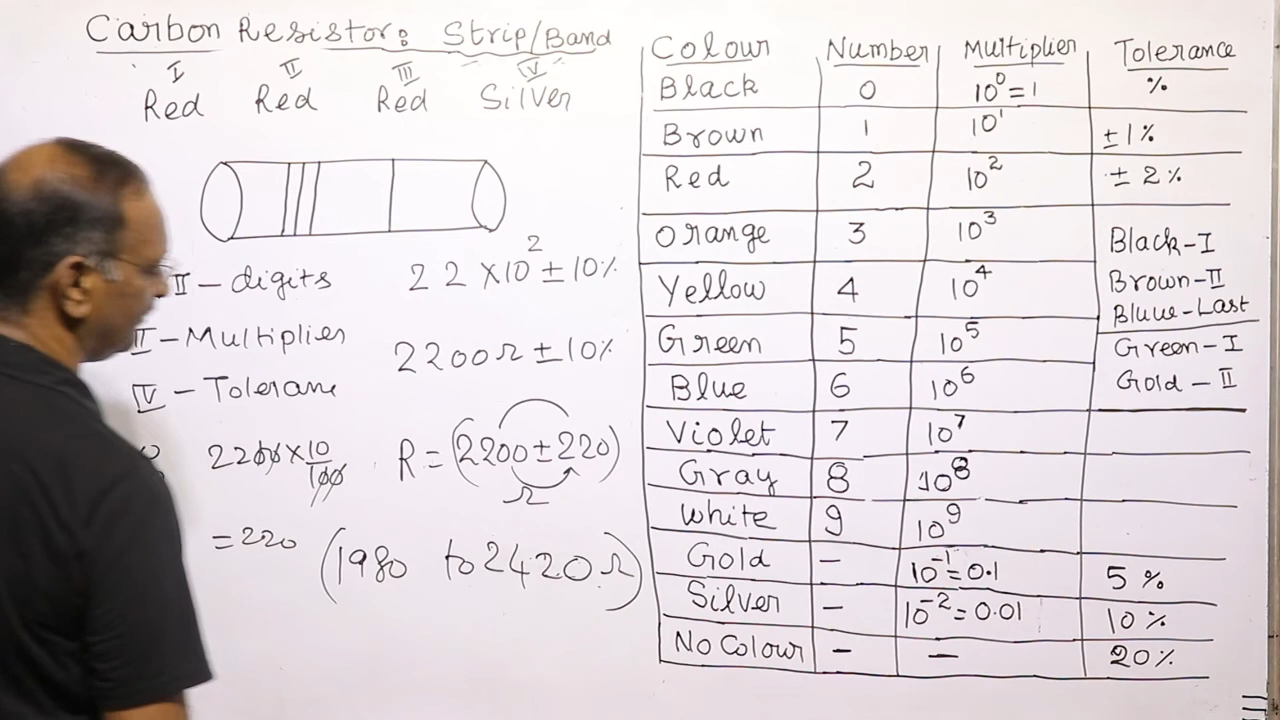 Carbon Resistor: Strip/Band
I II III IV
Red Red Red Silver
II - digits
II - Multiplies
IV - Toleranc
22 × 10² ± 10%
2200 Ω ± 10%
2200 × 10/100
= 220
R = (2200 ± 220)
Ω
(1980 to 2420 Ω)
Colour Number Multiplier Tolerance
Black 0 10⁰ = 1 %
Brown 1 10¹ ± 1%
Red 2 10² ± 2%
Orange 3 10³ Black - I
Yellow 4 10⁴ Brown - II
Bluue - Last
Green 5 10⁵ Green - I
Blue 6 10⁶ Gold - II
Violet 7 10⁷
Gray 8 10⁸
White 9 10⁹
Gold - 10⁻¹ = 0.1 5%
Silver - 10⁻² = 0.01 10%
No Colour - - 20%